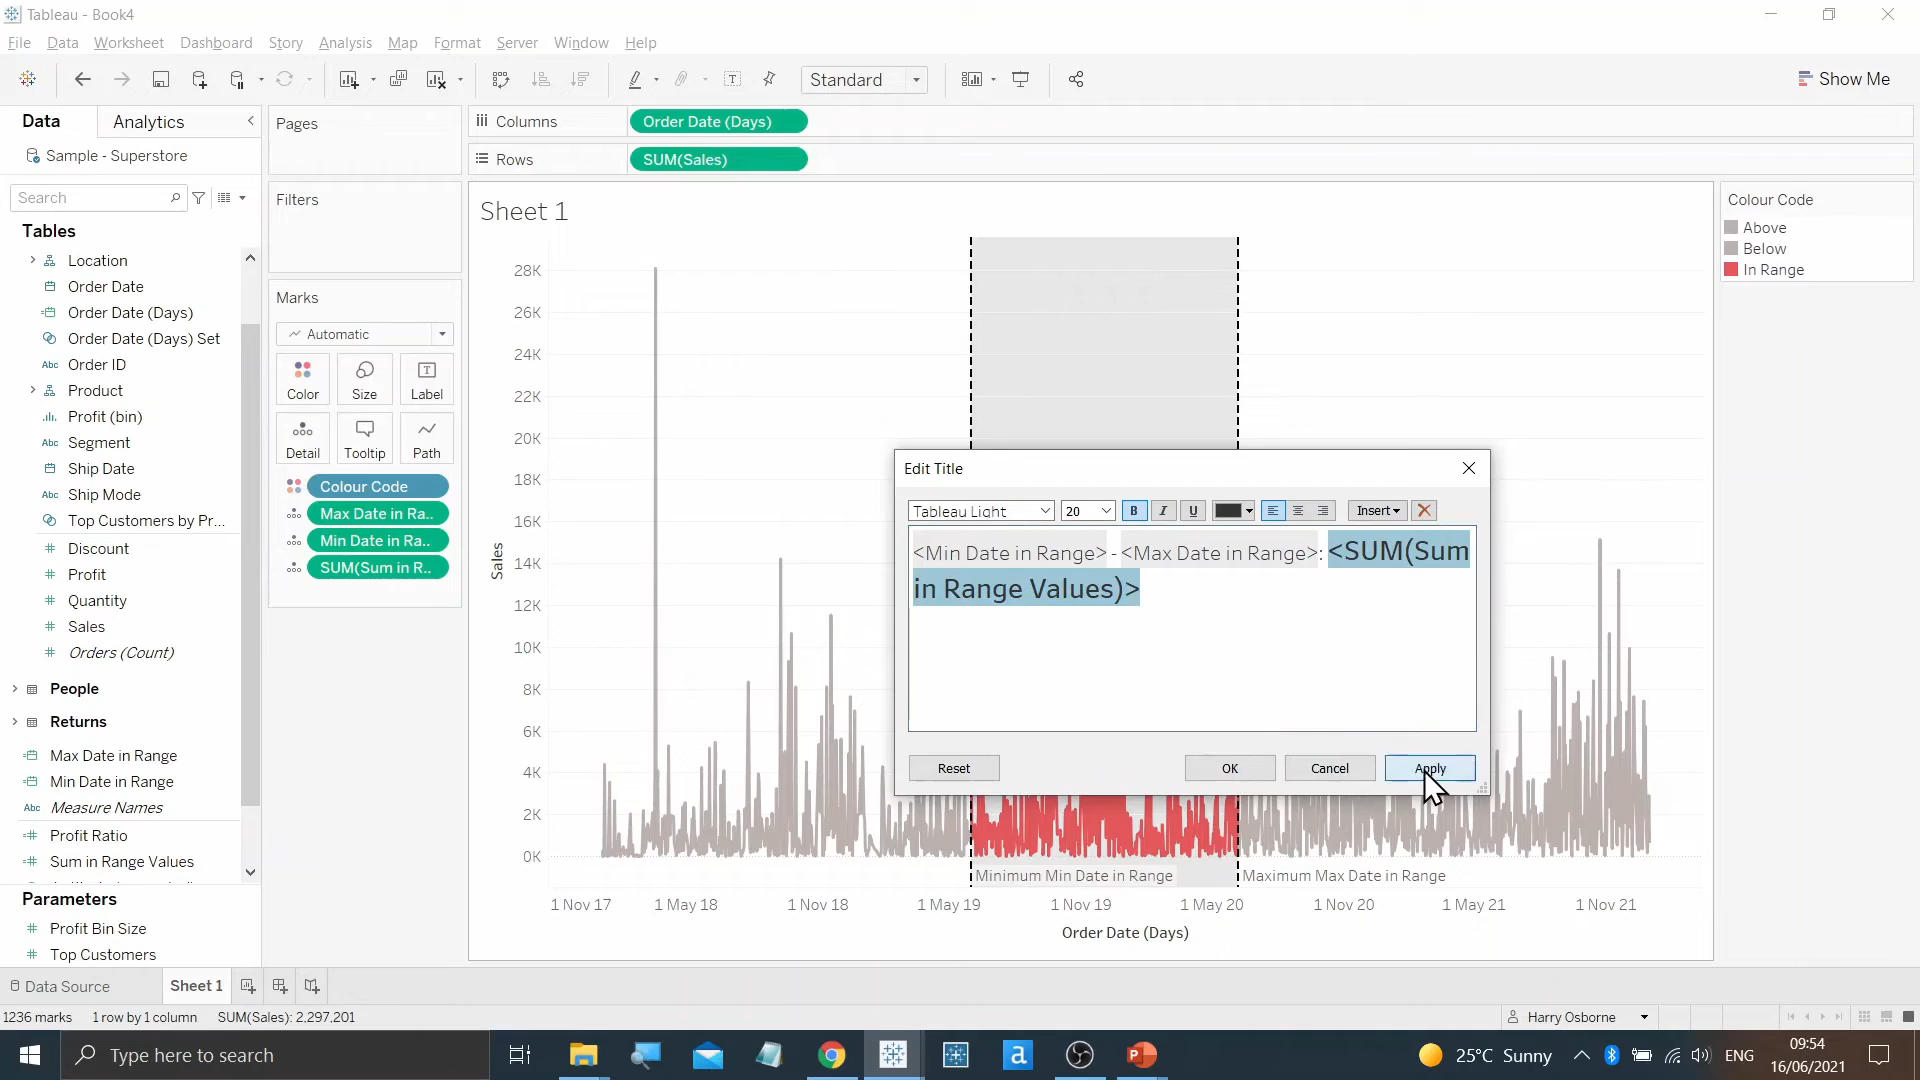 Tableau - Book4
File Data Worksheet Dashboard Story Analysis Map Format Server Window Help
Standard
Show Me
Data Analytics
Sample - Superstore
Search
Tables
Location
Order Date
Order Date (Days)
Order Date (Days) Set
Abc Order ID
Product
Profit (bin)
Abc Segment
Ship Date
Abc Ship Mode
Top Customers by Pr...
Discount
Profit
Quantity
Sales
Orders (Count)
People
Returns
Max Date in Range
Min Date in Range
Abc Measure Names
Profit Ratio
Sum in Range Values
Parameters
Profit Bin Size
Top Customers
Pages
Filters
Marks
Automatic
Color Size Label
Detail Tooltip Path
Colour Code
Max Date in Ra..
Min Date in Ra..
SUM(Sum in R..
Columns Order Date (Days)
Rows SUM(Sales)
Sheet 1
28K
26K
24K
22K
20K
18K
16K
14K
12K
10K
8K
6K
4K
2K
0K
Sales
Minimum Min Date in Range
Maximum Max Date in Range
1 Nov 17 1 May 18 1 Nov 18 1 May 19 1 Nov 19 1 May 20 1 Nov 20 1 May 21 1 Nov 21
Order Date (Days)
Colour Code
Above
Below
In Range
Edit Title
Tableau Light 20 B I U Insert
<Min Date in Range> - <Max Date in Range>: <SUM(Sum
in Range Values)>
Reset OK Cancel Apply
Data Source Sheet 1
1236 marks 1 row by 1 column SUM(Sales): 2,297,201
Harry Osborne
Type here to search
25°C Sunny
ENG
09:54
16/06/2021